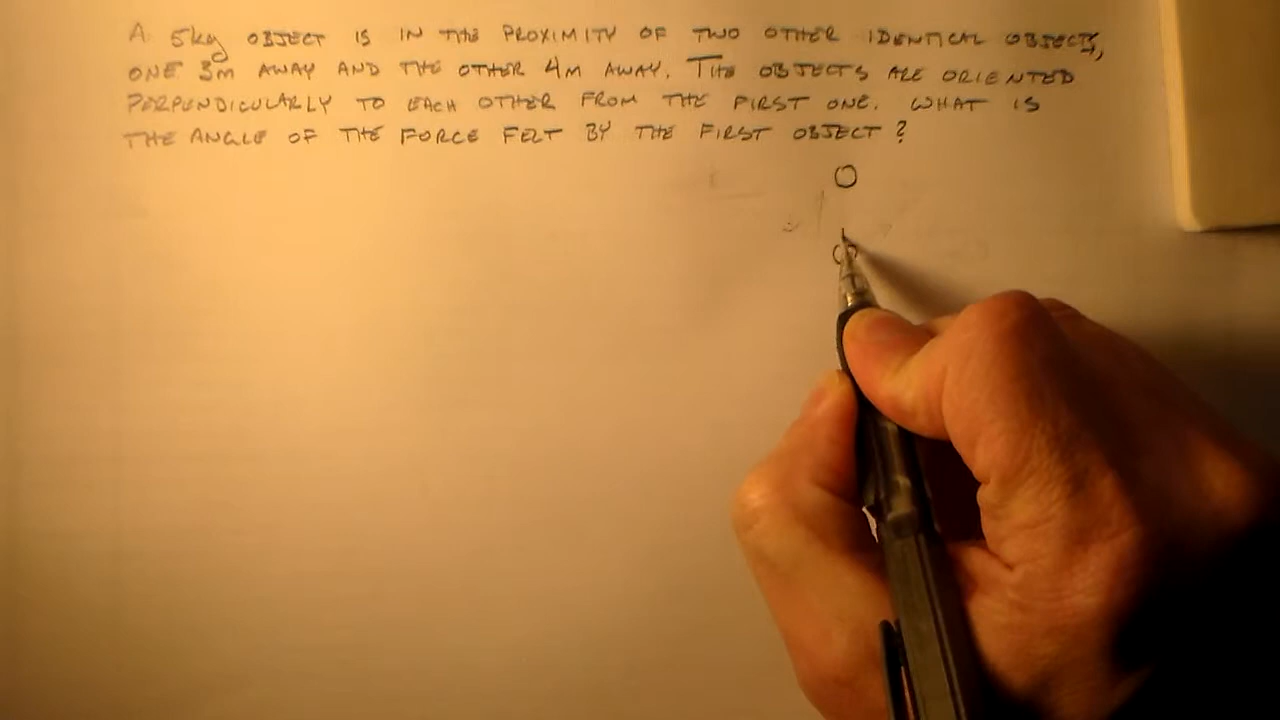 A 5kg OBJECT IS IN THE PROXIMITY OF TWO OTHER IDENTICAL OBJECTS,
ONE 3M AWAY AND THE OTHER 4M AWAY. THE OBJECTS ARE ORIENTED
PERPENDICULARLY TO EACH OTHER FROM THE FIRST ONE. WHAT IS
THE ANGLE OF THE FORCE FELT BY THE FIRST OBJECT?